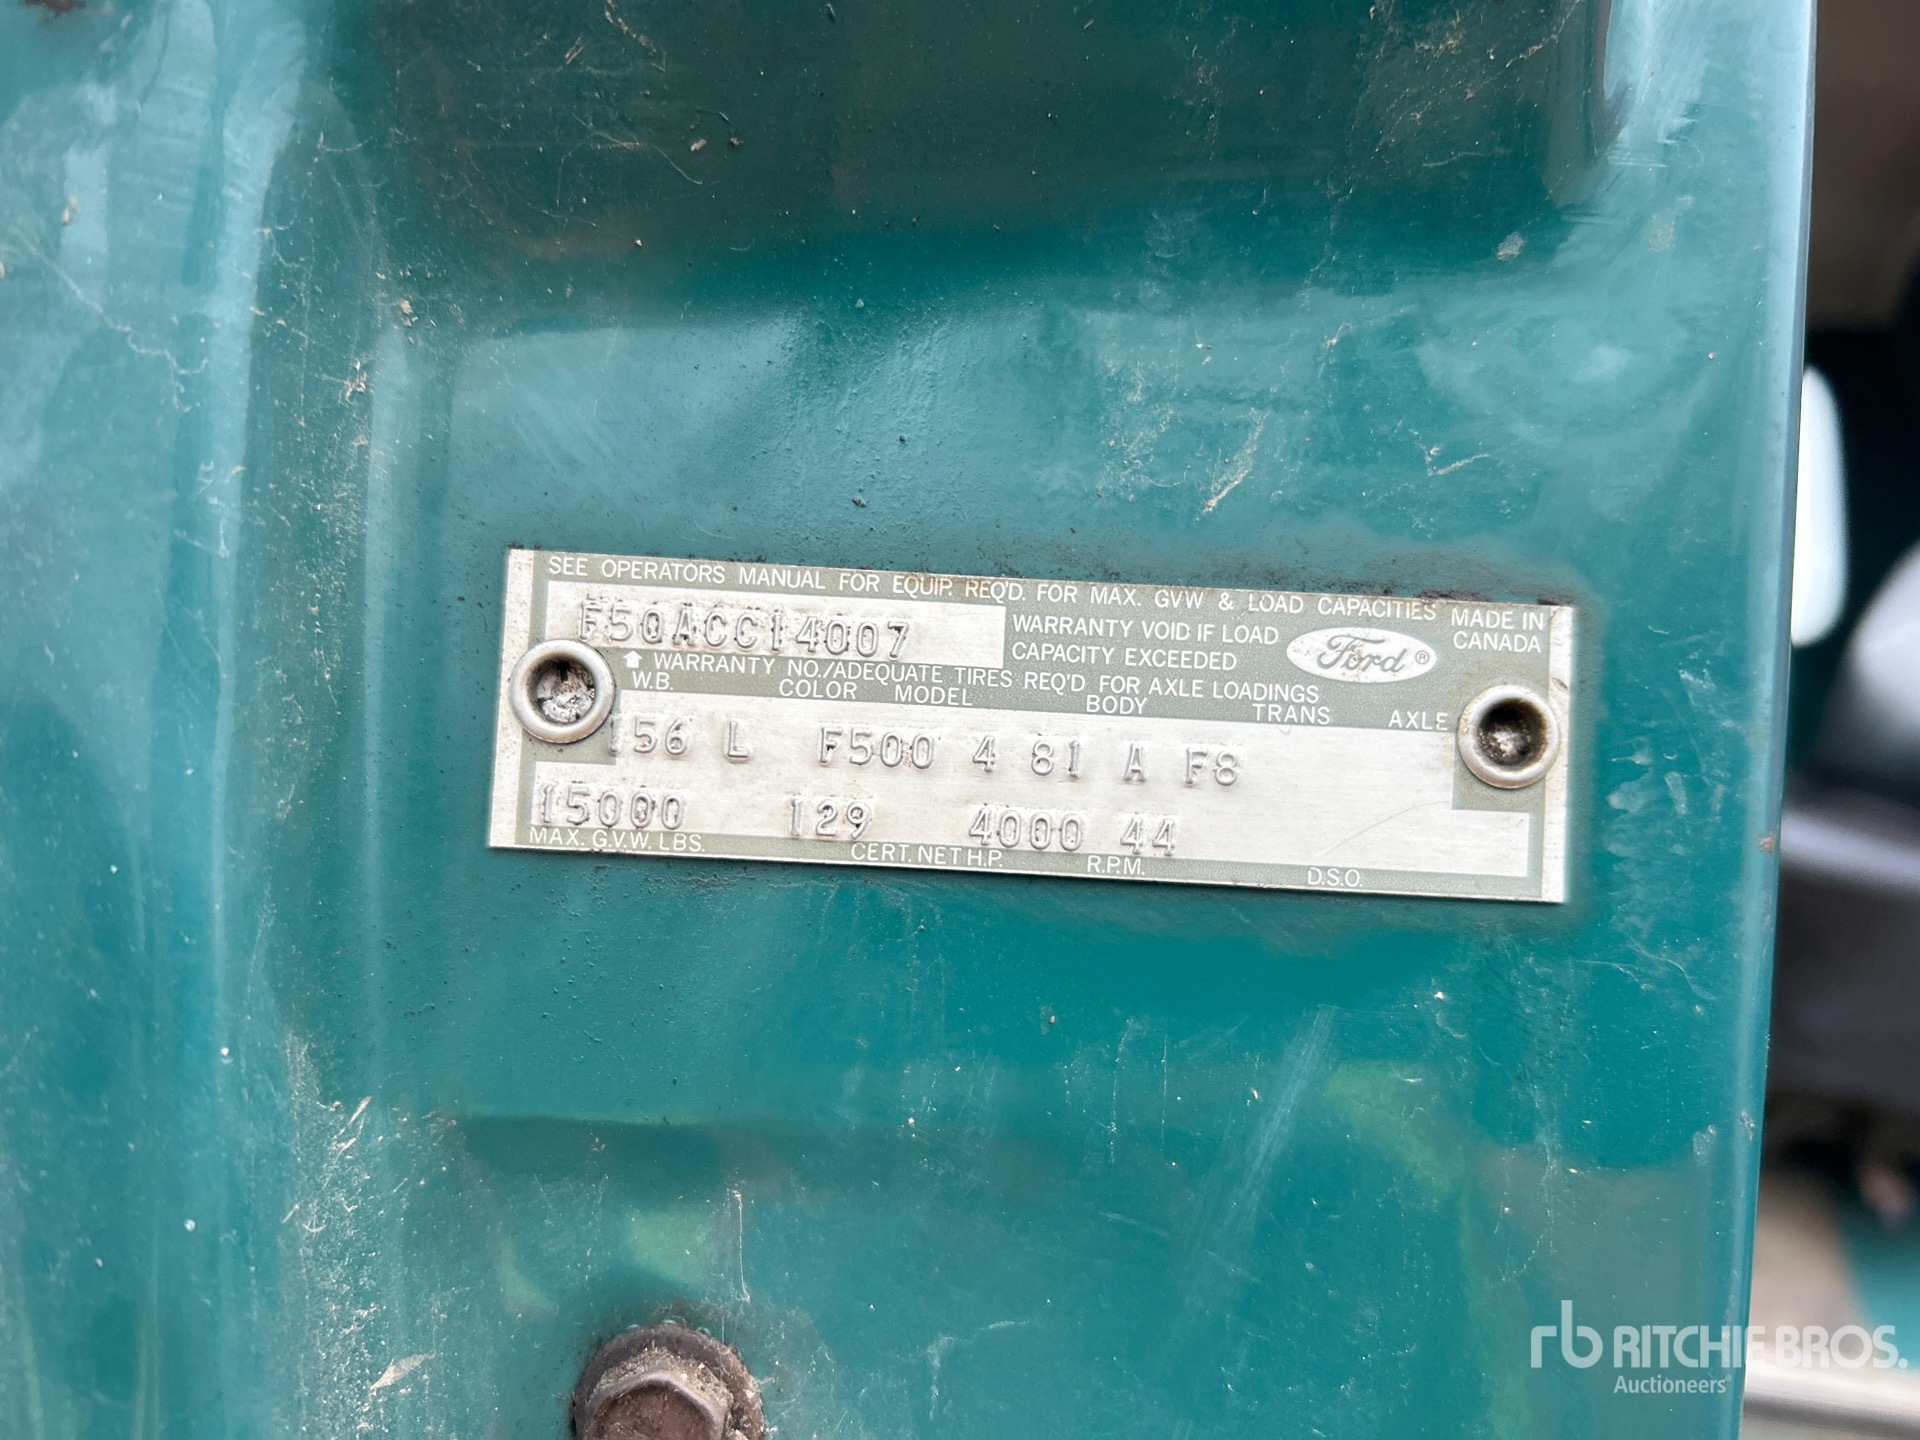 SEE OPERATORS MANUAL FOR EQUIP. REQ'D. FOR MAX. GVW & LOAD CAPACITIES MADE IN CANADA
F50ACC14007
WARRANTY VOID IF LOAD
CAPACITY EXCEEDED
Ford ®
WARRANTY NO./ADEQUATE TIRES REQ'D FOR AXLE LOADINGS
W.B. COLOR MODEL BODY TRANS AXLE
156 L F500 4 81 A F8
15000 129 4000 44
MAX. G.V.W. LBS. CERT. NET H.P. R.P.M. D.S.O.
rb RITCHIE BROS.
Auctioneers